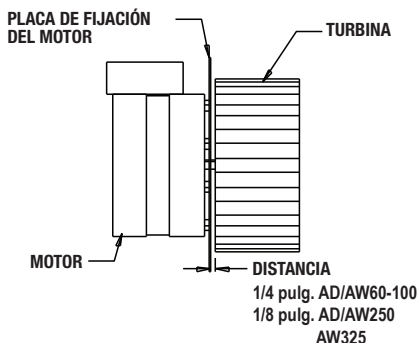 PLACA DE FIJACIÓN
DEL MOTOR
TURBINA
MOTOR
DISTANCIA
1/4 pulg. AD/AW60-100
1/8 pulg. AD/AW250
AW325